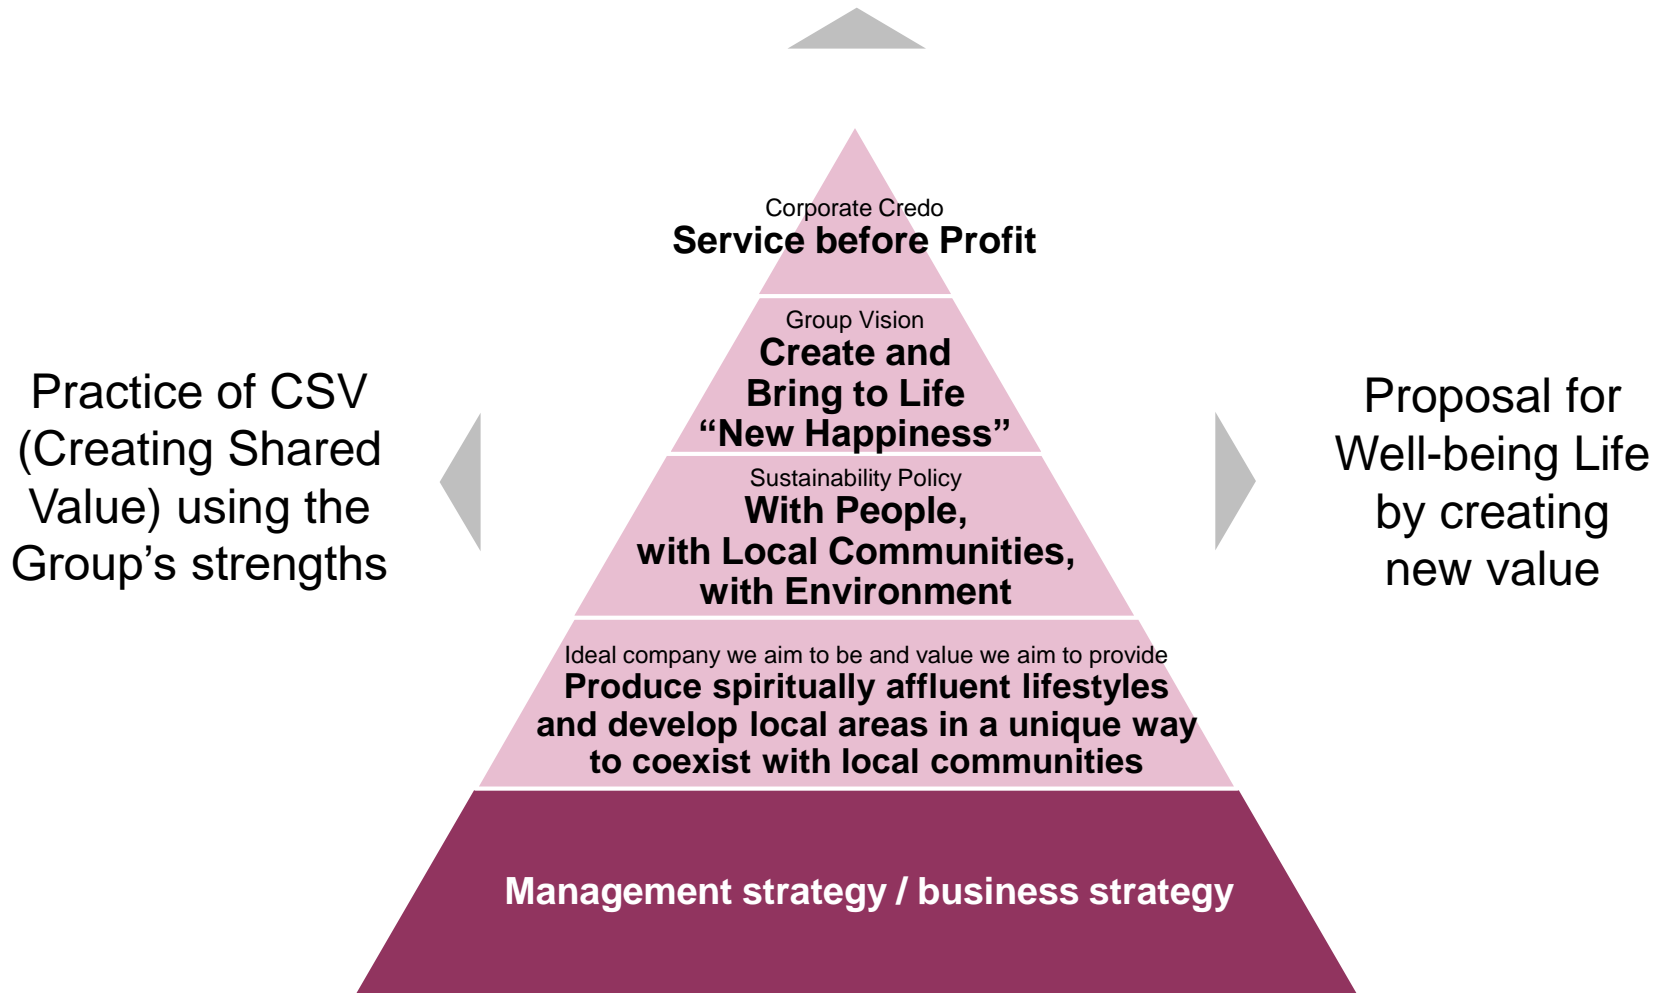 Corporate Credo
Service before Profit
Group Vision
Create and
Bring to Life
“New Happiness”
Sustainability Policy
With People,
with Local Communities,
with Environment
Ideal company we aim to be and value we aim to provide
Produce spiritually affluent lifestyles
and develop local areas in a unique way
to coexist with local communities
Management strategy / business strategy
Practice of CSV
(Creating Shared
Value) using the
Group’s strengths
Proposal for
Well-being Life
by creating
new value